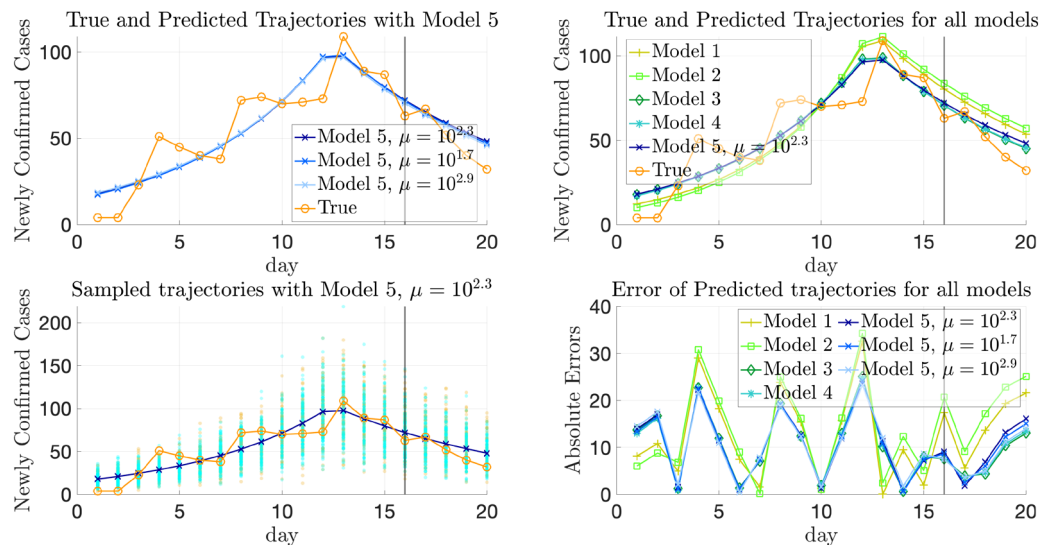 True and Predicted Trajectories with Model 5
Newly Confirmed Cases
100
50
0
0
5
10
15
20
day
Model 5, μ = 10^2.3
Model 5, μ = 10^1.7
Model 5, μ = 10^2.9
True
True and Predicted Trajectories for all models
Newly Confirmed Cases
100
50
0
0
5
10
15
20
day
Model 1
Model 2
Model 3
Model 4
Model 5, μ = 10^2.3
True
Sampled trajectories with Model 5, μ = 10^2.3
Newly Confirmed Cases
200
150
100
50
0
0
5
10
15
20
day
Error of Predicted trajectories for all models
Absolute Errors
40
30
20
10
0
0
5
10
15
20
day
Model 1
Model 2
Model 3
Model 4
Model 5, μ = 10^2.3
Model 5, μ = 10^1.7
Model 5, μ = 10^2.9